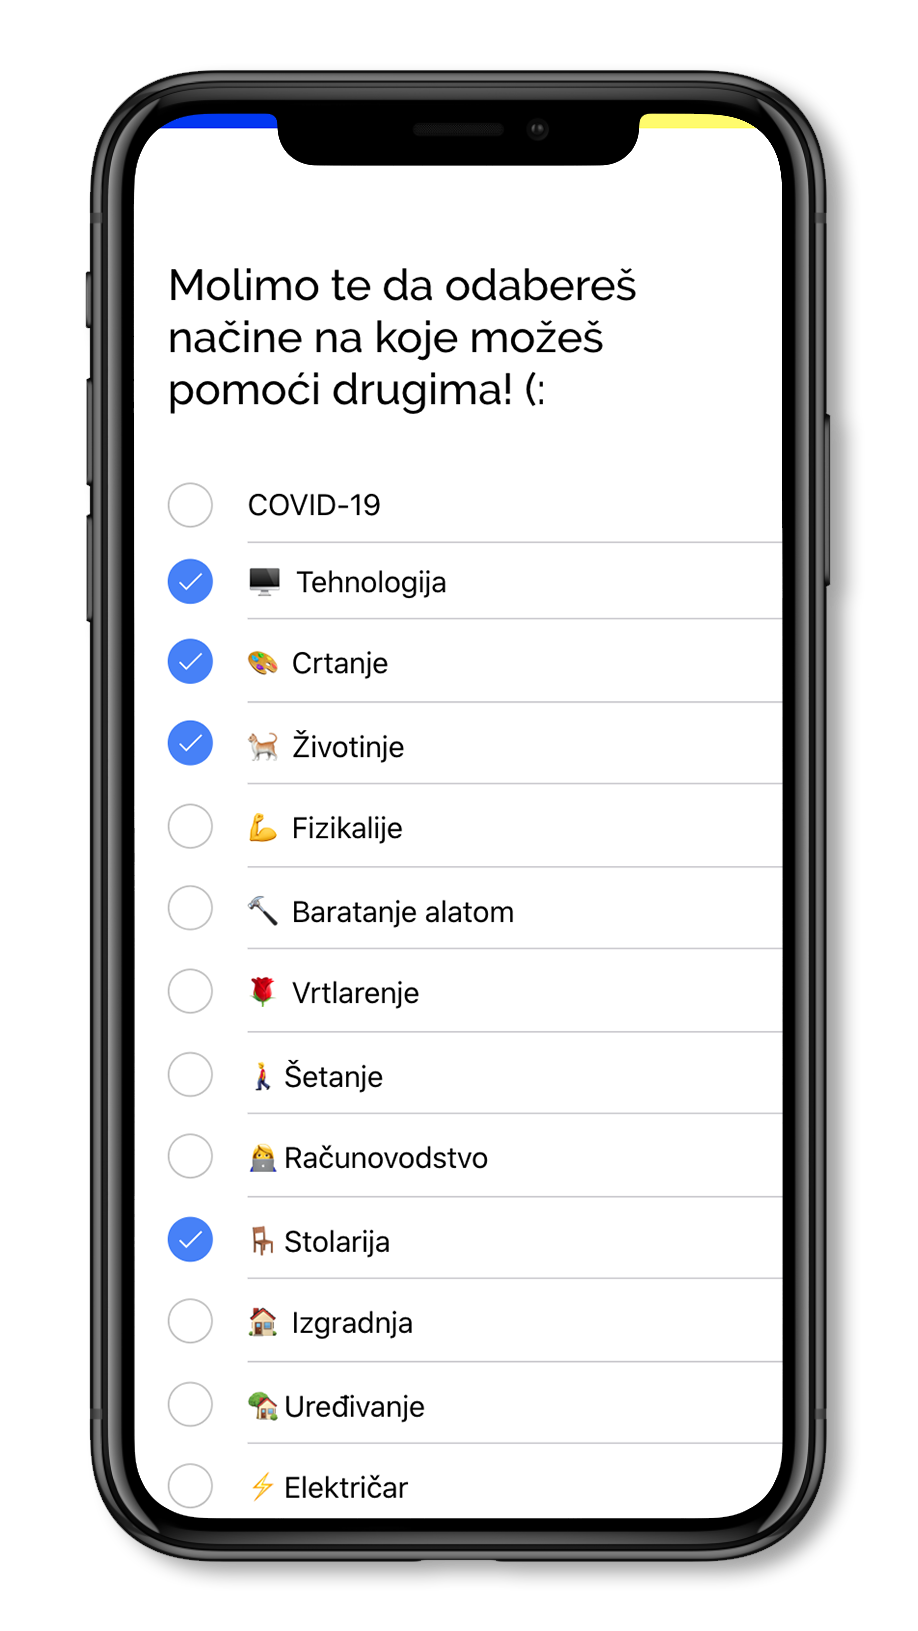 Molimo te da odabereš
načine na koje možeš
pomoći drugima! (:
COVID-19
Tehnologija
Crtanje
Životinje
Fizikalije
Baratanje alatom
Vrtlarenje
Šetanje
Računovodstvo
Stolarija
Izgradnja
Uređivanje
Električar